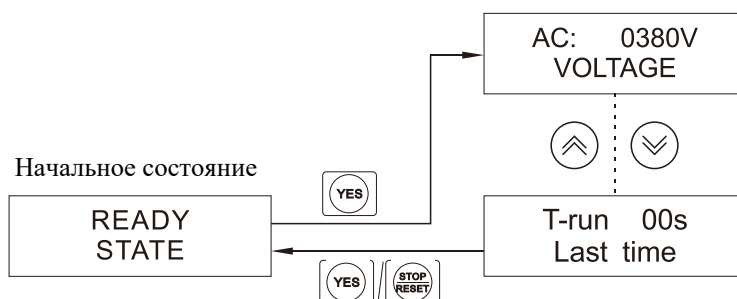 AC: 0380V
VOLTAGE
Начальное состояние
YES
READY
STATE
T-run 00s
Last time
YES / STOP
RESET